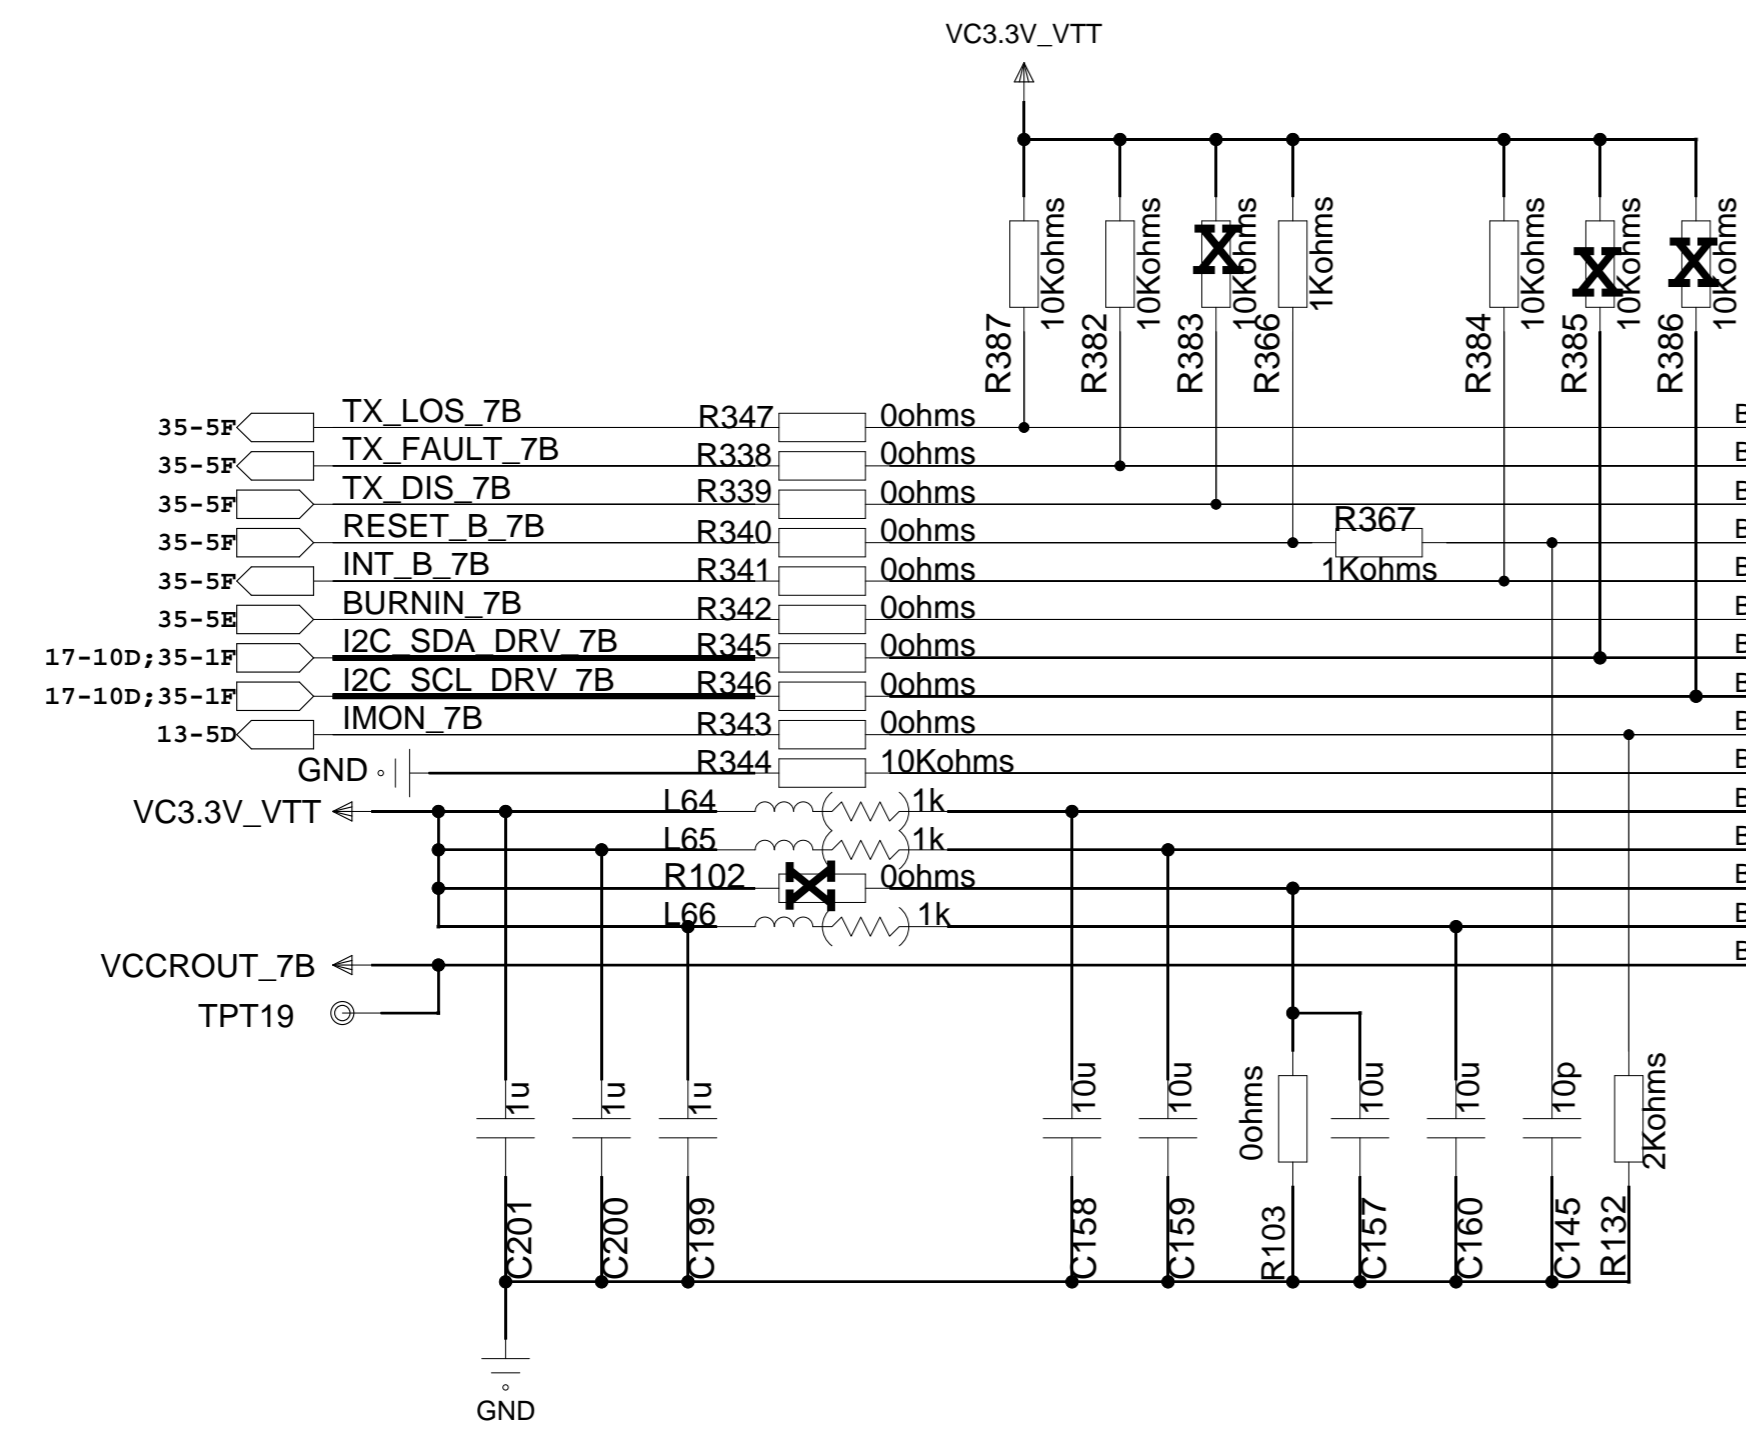 VC3.3V_VTT
R387 10Kohms
R382 10Kohms
R383 10Kohms
R366 1Kohms
R384 10Kohms
R385 10Kohms
R386 10Kohms
X X X
35-5F TX_LOS_7B R347 0ohms B
35-5F TX_FAULT_7B R338 0ohms B
35-5F TX_DIS_7B R339 0ohms B
35-5F RESET_B_7B R340 0ohms R367 1Kohms B
35-5F INT_B_7B R341 0ohms B
35-5E BURNIN_7B R342 0ohms B
17-10D;35-1F I2C_SDA_DRV_7B R345 0ohms B
17-10D;35-1F I2C_SCL_DRV_7B R346 0ohms B
13-5D IMON_7B R343 0ohms B
GND R344 10Kohms B
VC3.3V_VTT L64 1k B
L65 1k B
R102 X 0ohms B
L66 1k B
VCCROUT_7B B
TPT19
1u C201
1u C200
1u C199
10u C158
10u C159
0ohms R103
10u C157
10u C160
10p C145
2Kohms R132
GND